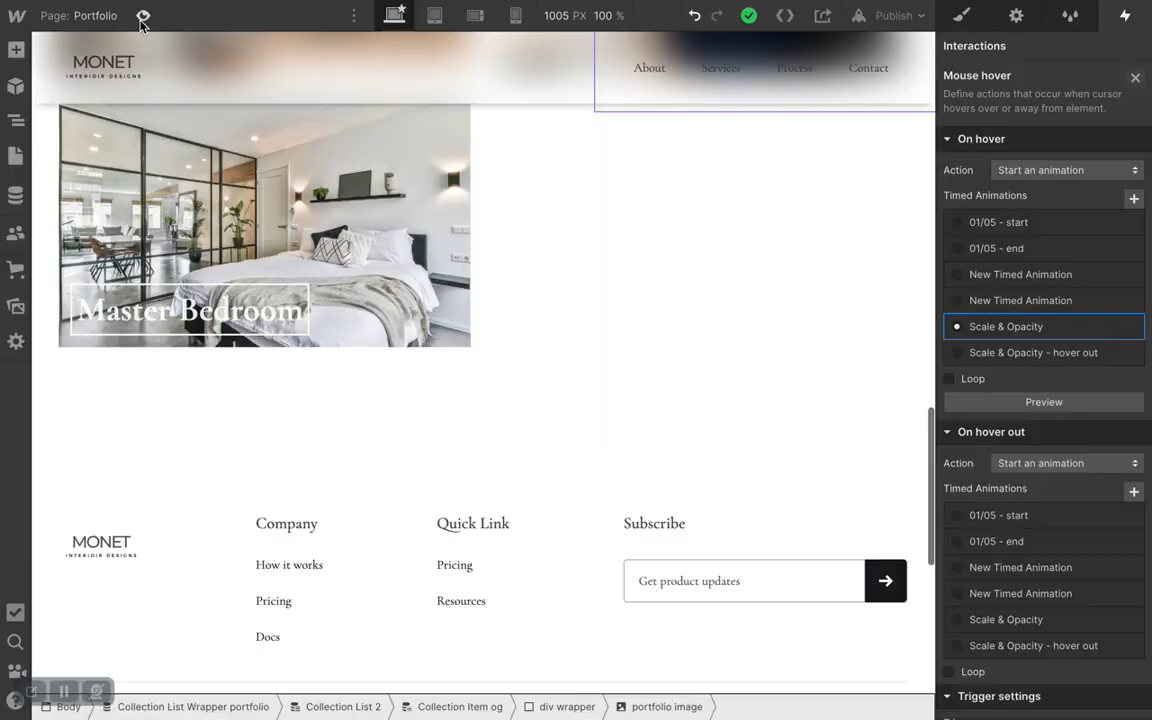 Page: Portfolio
1005 PX 100 %
Publish
MONET
INTERIOIR DESIGNS
About Services Process Contact
Master Bedroom
MONET
INTERIOIR DESIGNS
Company
How it works
Pricing
Docs
Quick Link
Pricing
Resources
Subscribe
Get product updates
Body Collection List Wrapper portfolio Collection List 2 Collection Item og div wrapper portfolio image
Interactions
Mouse hover
Define actions that occur when cursor
hovers over or away from element.
On hover
Action Start an animation
Timed Animations
01/05 - start
01/05 - end
New Timed Animation
New Timed Animation
Scale & Opacity
Scale & Opacity - hover out
Loop
Preview
On hover out
Action Start an animation
Timed Animations
01/05 - start
01/05 - end
New Timed Animation
New Timed Animation
Scale & Opacity
Scale & Opacity - hover out
Loop
Trigger settings